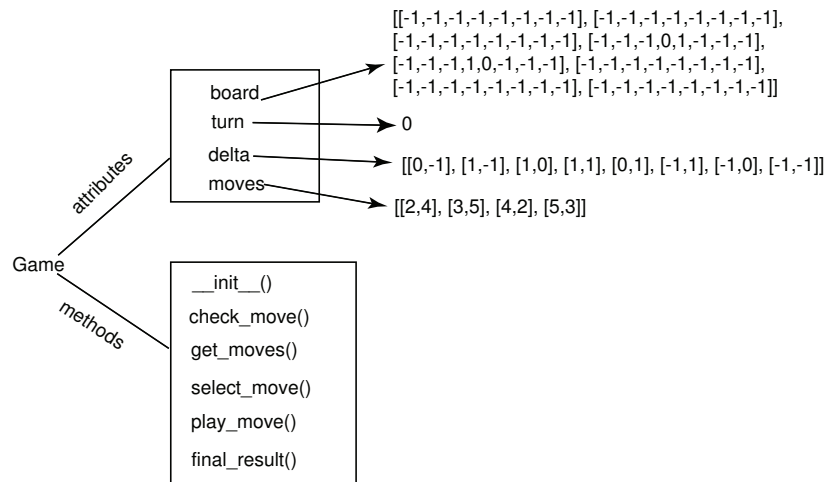 [[-1,-1,-1,-1,-1,-1,-1,-1], [-1,-1,-1,-1,-1,-1,-1,-1],
[-1,-1,-1,-1,-1,-1,-1,-1], [-1,-1,-1,0,1,-1,-1,-1],
[-1,-1,-1,1,0,-1,-1,-1], [-1,-1,-1,-1,-1,-1,-1,-1],
[-1,-1,-1,-1,-1,-1,-1,-1], [-1,-1,-1,-1,-1,-1,-1,-1]]
board
turn
0
delta
[[0,-1], [1,-1], [1,0], [1,1], [0,1], [-1,1], [-1,0], [-1,-1]]
moves
[[2,4], [3,5], [4,2], [5,3]]
attributes
Game
methods
__init__()
check_move()
get_moves()
select_move()
play_move()
final_result()